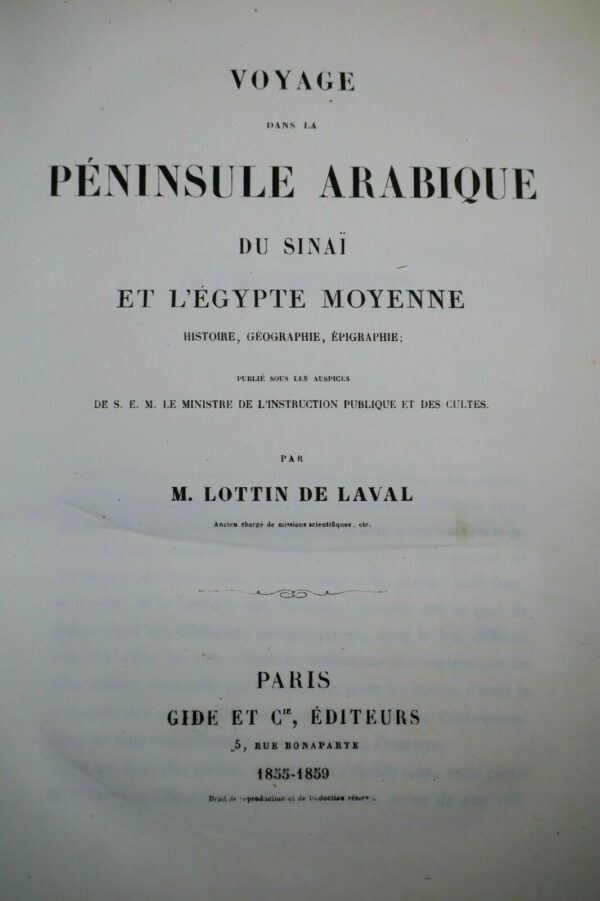 VOYAGE
DANS LA
PÉNINSULE ARABIQUE
DU SINAÏ
ET L'ÉGYPTE MOYENNE
HISTOIRE, GÉOGRAPHIE, ÉPIGRAPHIE;
PUBLIÉ SOUS LES AUSPICES
DE S. E. M. LE MINISTRE DE L'INSTRUCTION PUBLIQUE ET DES CULTES.
PAR
M. LOTTIN DE LAVAL
Ancien chargé de missions scientifiques, etc.
PARIS
GIDE ET CIE, ÉDITEURS
5, RUE BONAPARTE
1855-1859
Droit de reproduction et de traduction réservé.